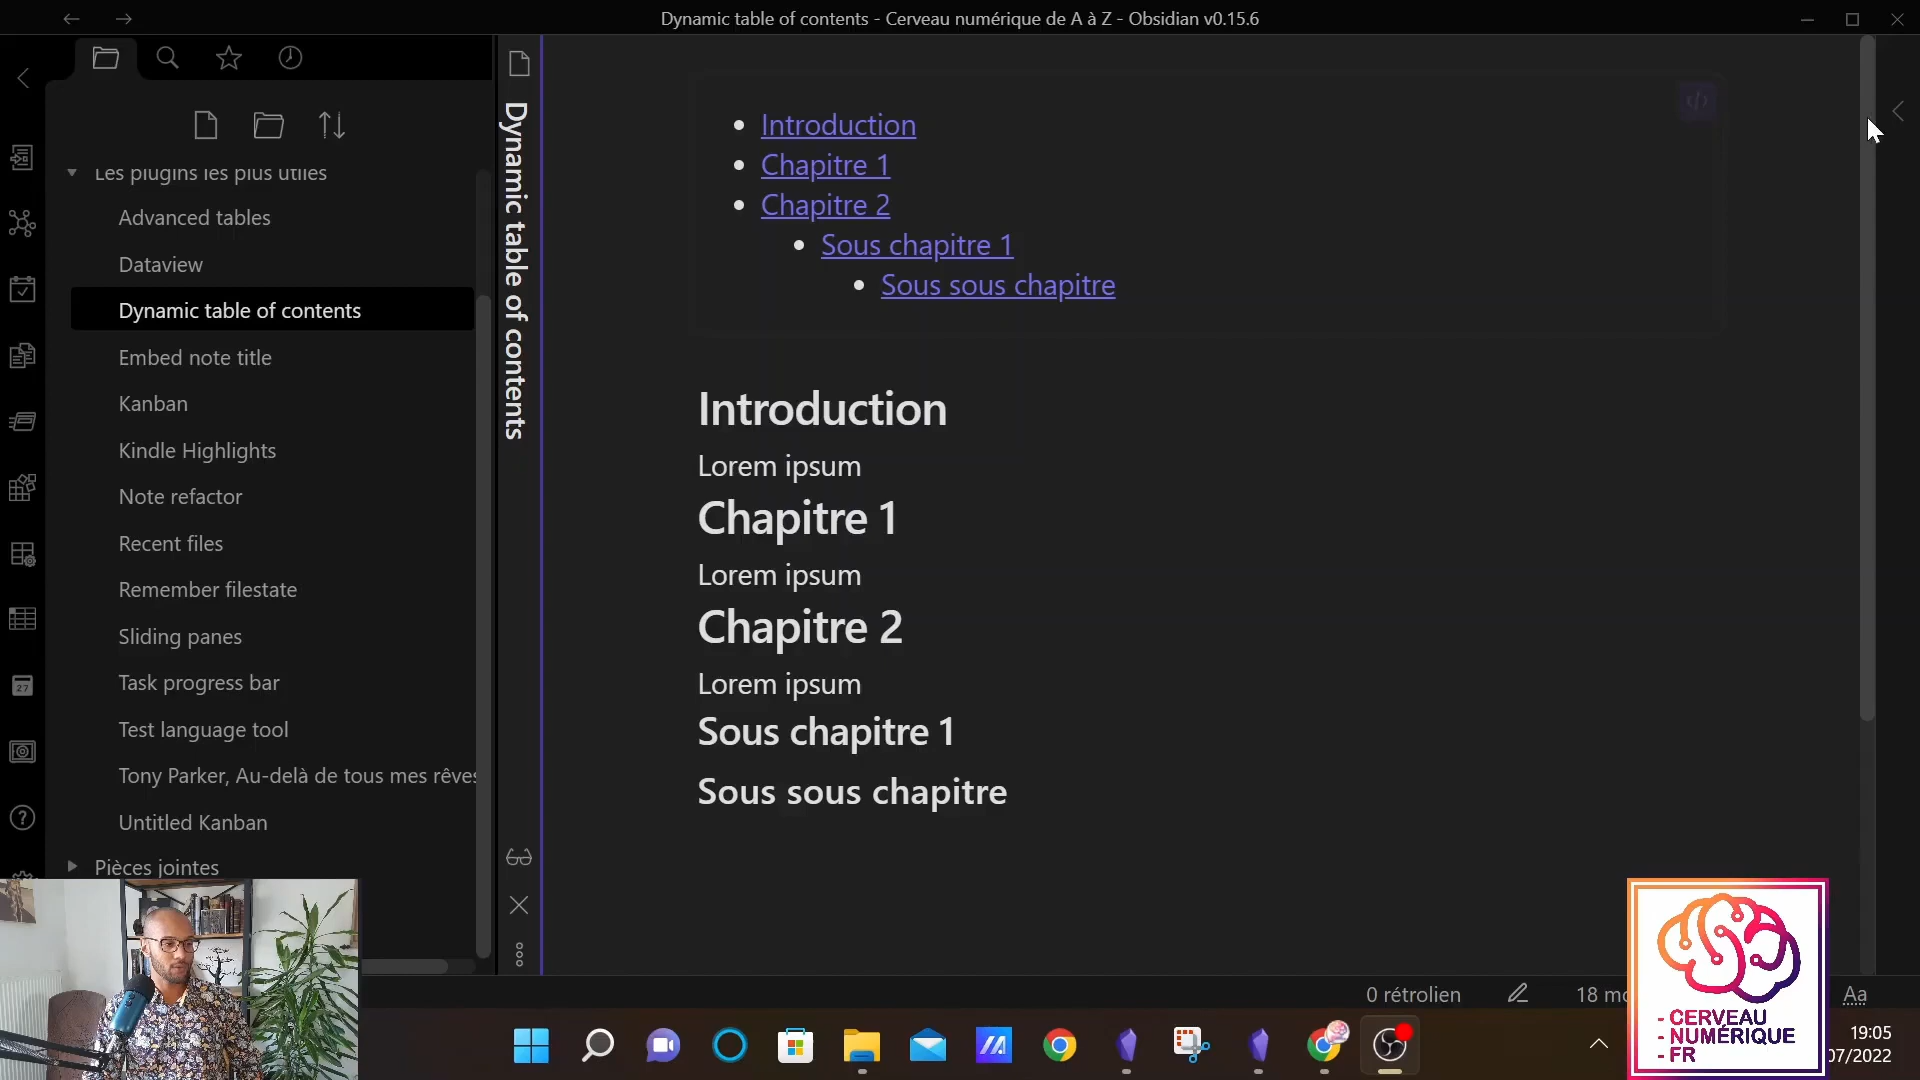 Dynamic table of contents - Cerveau numérique de A à Z - Obsidian v0.15.6
Les plugins les plus utiles
Advanced tables
Dataview
Dynamic table of contents
Embed note title
Kanban
Kindle Highlights
Note refactor
Recent files
Remember filestate
Sliding panes
Task progress bar
Test language tool
Tony Parker, Au-delà de tous mes rêves
Untitled Kanban
Pièces jointes
27
Dynamic table of contents
Introduction
Chapitre 1
Chapitre 2
Sous chapitre 1
Sous sous chapitre
Introduction
Lorem ipsum
Chapitre 1
Lorem ipsum
Chapitre 2
Lorem ipsum
Sous chapitre 1
Sous sous chapitre
0 rétrolien
18 mo
Aa
- CERVEAU
- NUMÉRIQUE
- FR
19:05
07/2022